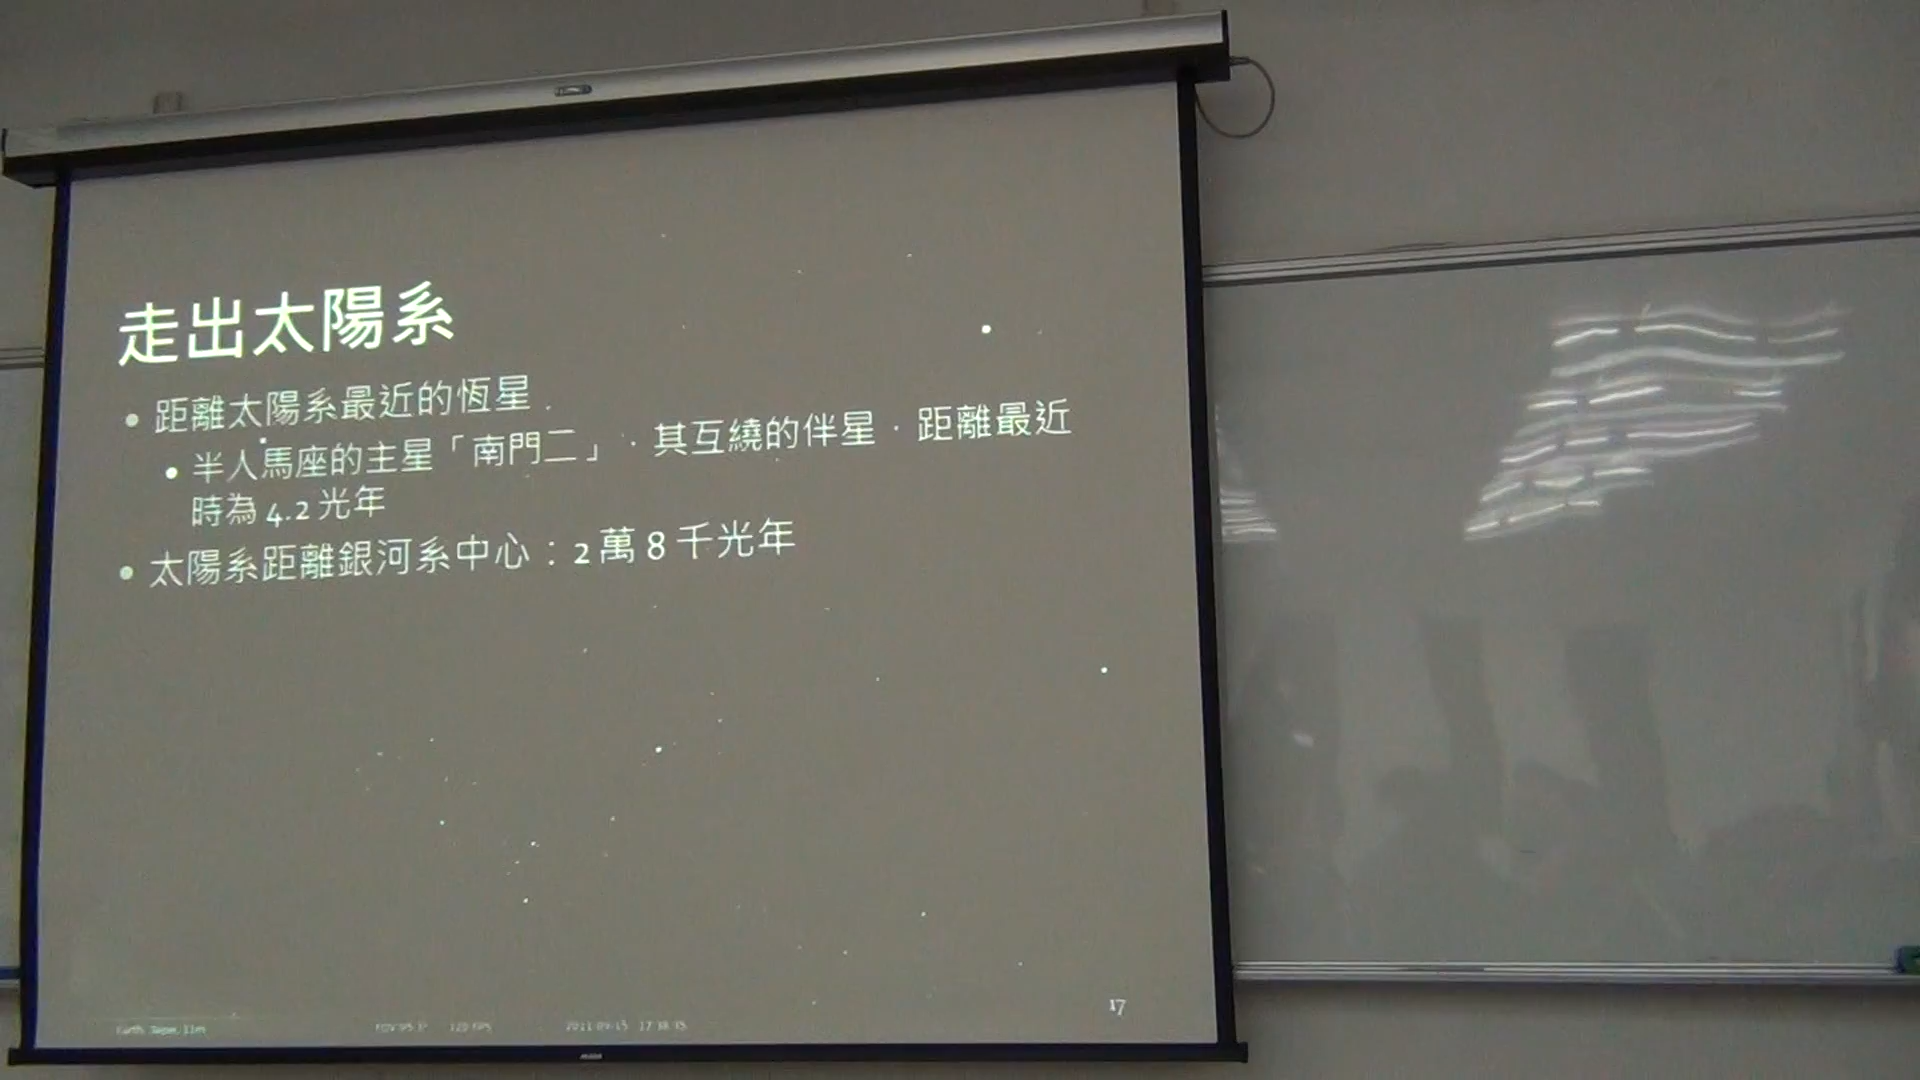 走出太陽系
• 距離太陽系最近的恆星
• 半人馬座的主星「南門二」,其互繞的伴星,距離最近
時為 4.2 光年
• 太陽系距離銀河系中心：2 萬 8 千光年
17